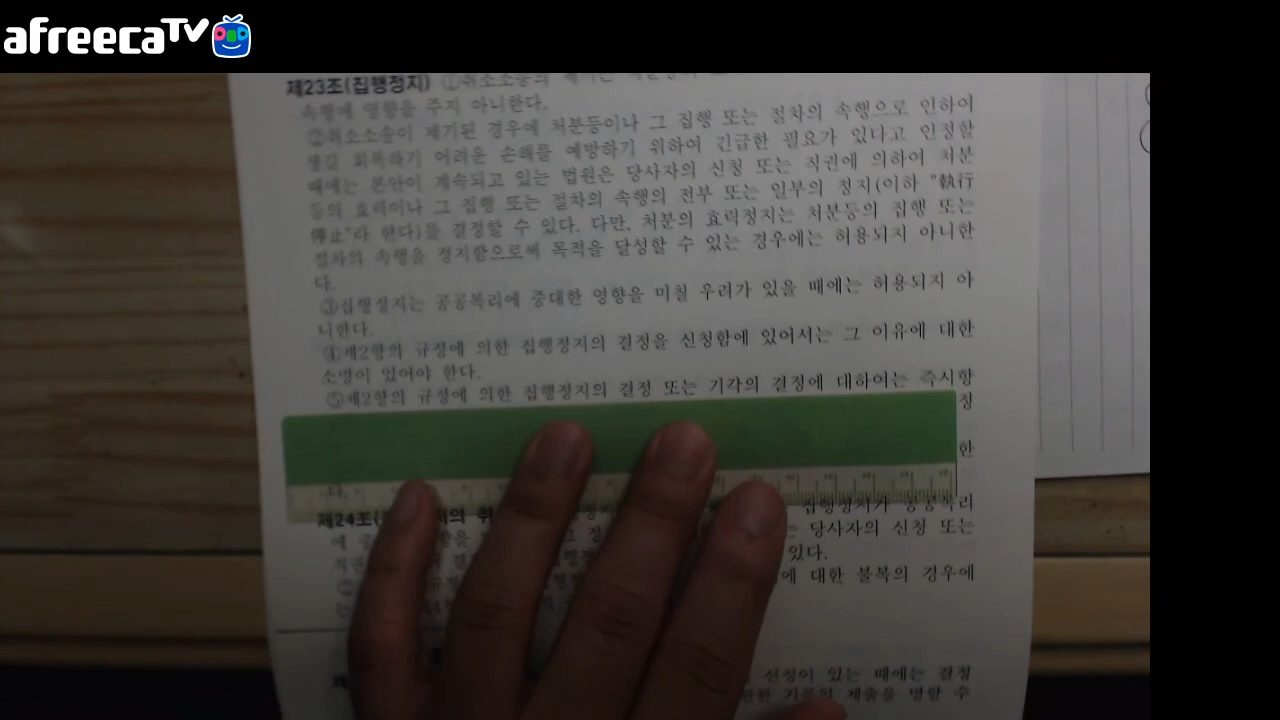 afreecaTV
제23조(집행정지) ①취소소송의
속행에 영향을 주지 아니한다.
②취소소송이 제기된 경우에 처분등이나 그 집행 또는 절차의 속행으로 인하여
생길 회복하기 어려운 손해를 예방하기 위하여 긴급한 필요가 있다고 인정할
때에는 본안이 계속되고 있는 법원은 당사자의 신청 또는 직권에 의하여 처분
등의 효력이나 그 집행 또는 절차의 속행의 전부 또는 일부의 정지(이하 "執行
停止"라 한다)를 결정할 수 있다. 다만, 처분의 효력정지는 처분등의 집행 또는
절차의 속행을 정지함으로써 목적을 달성할 수 있는 경우에는 허용되지 아니한
다.
③집행정지는 공공복리에 중대한 영향을 미칠 우려가 있을 때에는 허용되지 아
니한다.
④제2항의 규정에 의한 집행정지의 결정을 신청함에 있어서는 그 이유에 대한
소명이 있어야 한다.
⑤제2항의 규정에 의한 집행정지의 결정 또는 기각의 결정에 대하여는 즉시항
정
한
다.
제24조( 의 취 집행정지가 공공복리
에 당사자의 신청 또는
있다.
에 대한 불복의 경우에
신청이 있는 때에는 결정
관한 기록의 제출을 명할 수